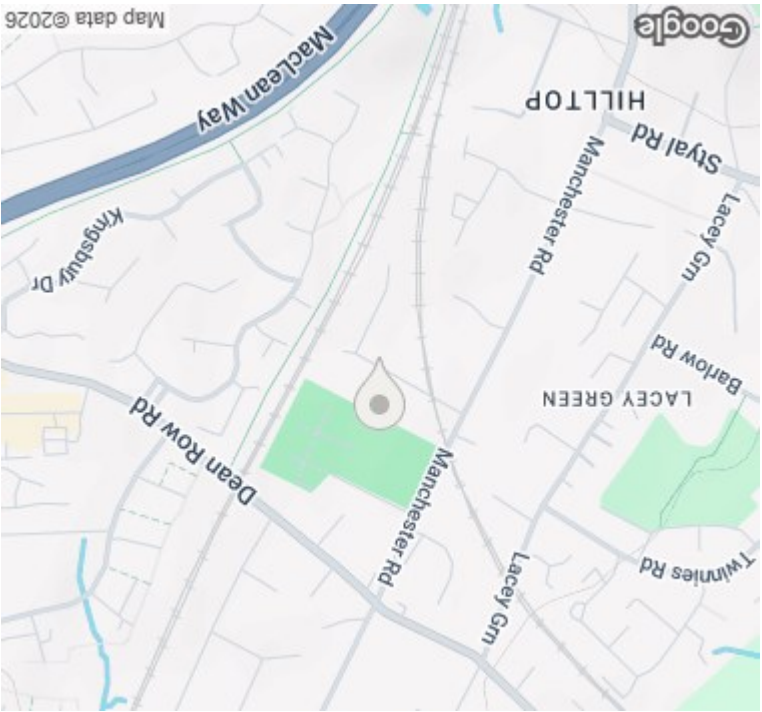 Lacey Grn
Twinnies Rd
Manchester Rd
Dean Row Rd
LACEY GREEN
Barlow Rd
Kingsbury Dr
Lacey Grn
Manchester Rd
Styal Rd
HILLTOP
MacLean Way
Google
Map data ©2026